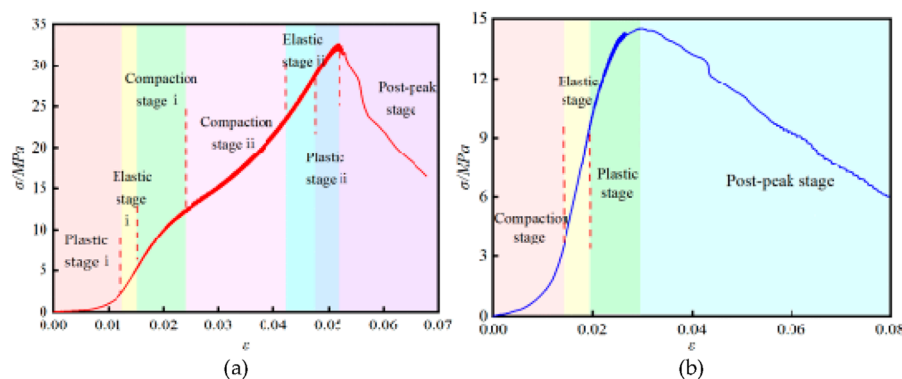 35
30
25
20
15
10
5
0
σ/MPa
Plastic
stage i
Elastic
stage i
Compaction
stage i
Compaction
stage ii
Elastic
stage ii
Plastic
stage ii
Post-peak
stage
0.00 0.01 0.02 0.03 0.04 0.05 0.06 0.07
ε
(a)
15
12
9
6
3
0
σ/MPa
Compaction
stage
Elastic
stage
Plastic
stage
Post-peak stage
0.00 0.02 0.04 0.06 0.08
ε
(b)